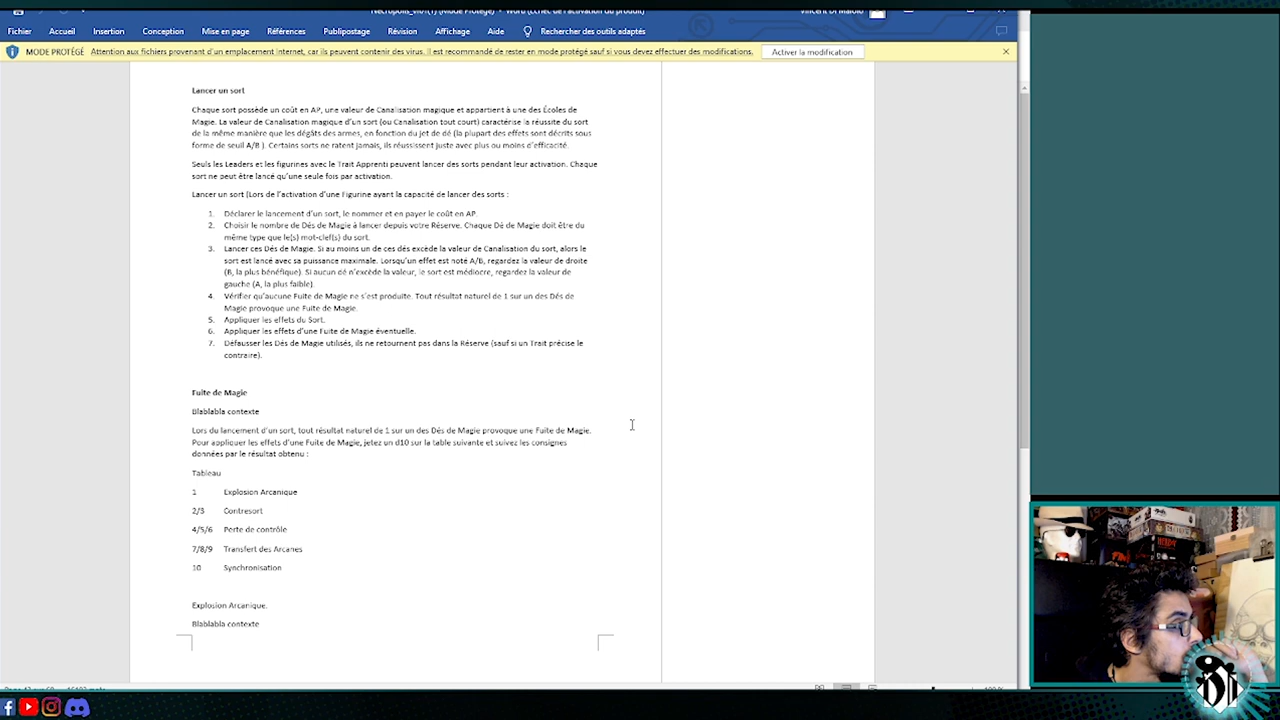 Necropolis_v101(1) (Mode Protégé) - Word (Échec de l'activation du produit)
Vincent Di Maiolo
Fichier Accueil Insertion Conception Mise en page Références Publipostage Révision Affichage Aide Rechercher des outils adaptés
MODE PROTÉGÉ Attention aux fichiers provenant d'un emplacement Internet, car ils peuvent contenir des virus. Il est recommandé de rester en mode protégé sauf si vous devez effectuer des modifications. Activer la modification
Lancer un sort
Chaque sort possède un coût en AP, une valeur de Canalisation magique et appartient à une des Écoles de
Magie. La valeur de Canalisation magique d'un sort (ou Canalisation tout court) caractérise la réussite du sort
de la même manière que les dégâts des armes, en fonction du jet de dé (la plupart des effets sont décrits sous
forme de seuil A/B ). Certains sorts ne ratent jamais, ils réussissent juste avec plus ou moins d'efficacité.
Seuls les Leaders et les figurines avec le Trait Apprenti peuvent lancer des sorts pendant leur activation. Chaque
sort ne peut être lancé qu'une seule fois par activation.
Lancer un sort (Lors de l'activation d'une Figurine ayant la capacité de lancer des sorts :
1. Déclarer le lancement d'un sort, le nommer et en payer le coût en AP.
2. Choisir le nombre de Dés de Magie à lancer depuis votre Réserve. Chaque Dé de Magie doit être du
même type que le(s) mot-clef(s) du sort.
3. Lancer ces Dés de Magie. Si au moins un de ces dés excède la valeur de Canalisation du sort, alors le
sort est lancé avec sa puissance maximale. Lorsqu'un effet est noté A/B, regardez la valeur de droite
(B, la plus bénéfique). Si aucun dé n'excède la valeur, le sort est médiocre, regardez la valeur de
gauche (A, la plus faible).
4. Vérifier qu'aucune Fuite de Magie ne s'est produite. Tout résultat naturel de 1 sur un des Dés de
Magie provoque une Fuite de Magie.
5. Appliquer les effets du Sort.
6. Appliquer les effets d'une Fuite de Magie éventuelle.
7. Défausser les Dés de Magie utilisés, ils ne retournent pas dans la Réserve (sauf si un Trait précise le
contraire).
Fuite de Magie
Blablabla contexte
Lors du lancement d'un sort, tout résultat naturel de 1 sur un des Dés de Magie provoque une Fuite de Magie.
Pour appliquer les effets d'une Fuite de Magie, jetez un d10 sur la table suivante et suivez les consignes
données par le résultat obtenu :
Tableau
1 Explosion Arcanique
2/3 Contresort
4/5/6 Perte de contrôle
7/8/9 Transfert des Arcanes
10 Synchronisation
Explosion Arcanique.
Blablabla contexte